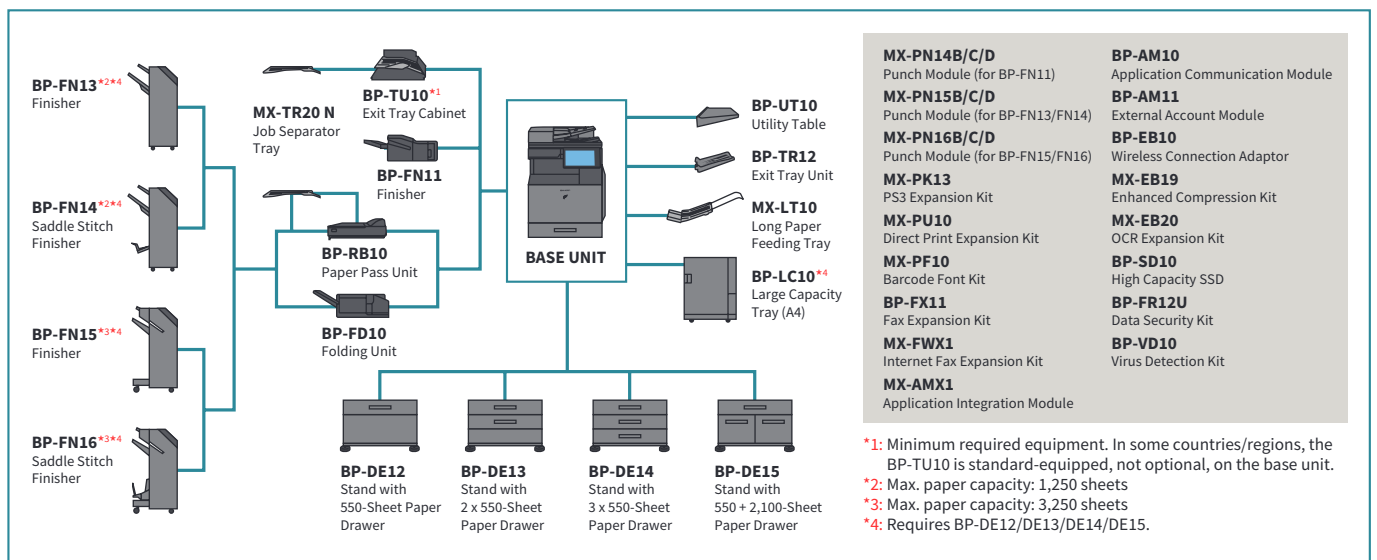 BP-FN13*2*4
Finisher
BP-FN14*2*4
Saddle Stitch
Finisher
BP-FN15*3*4
Finisher
BP-FN16*3*4
Saddle Stitch
Finisher
MX-TR20 N
Job Separator
Tray
BP-TU10*1
Exit Tray Cabinet
BP-FN11
Finisher
BP-RB10
Paper Pass Unit
BP-FD10
Folding Unit
BASE UNIT
BP-UT10
Utility Table
BP-TR12
Exit Tray Unit
MX-LT10
Long Paper
Feeding Tray
BP-LC10*4
Large Capacity
Tray (A4)
BP-DE12
Stand with
550-Sheet Paper
Drawer
BP-DE13
Stand with
2 x 550-Sheet
Paper Drawer
BP-DE14
Stand with
3 x 550-Sheet
Paper Drawer
BP-DE15
Stand with
550 + 2,100-Sheet
Paper Drawer
MX-PN14B/C/D
Punch Module (for BP-FN11)
MX-PN15B/C/D
Punch Module (for BP-FN13/FN14)
MX-PN16B/C/D
Punch Module (for BP-FN15/FN16)
MX-PK13
PS3 Expansion Kit
MX-PU10
Direct Print Expansion Kit
MX-PF10
Barcode Font Kit
BP-FX11
Fax Expansion Kit
MX-FWX1
Internet Fax Expansion Kit
MX-AMX1
Application Integration Module
BP-AM10
Application Communication Module
BP-AM11
External Account Module
BP-EB10
Wireless Connection Adaptor
MX-EB19
Enhanced Compression Kit
MX-EB20
OCR Expansion Kit
BP-SD10
High Capacity SSD
BP-FR12U
Data Security Kit
BP-VD10
Virus Detection Kit
*1: Minimum required equipment. In some countries/regions, the
BP-TU10 is standard-equipped, not optional, on the base unit.
*2: Max. paper capacity: 1,250 sheets
*3: Max. paper capacity: 3,250 sheets
*4: Requires BP-DE12/DE13/DE14/DE15.